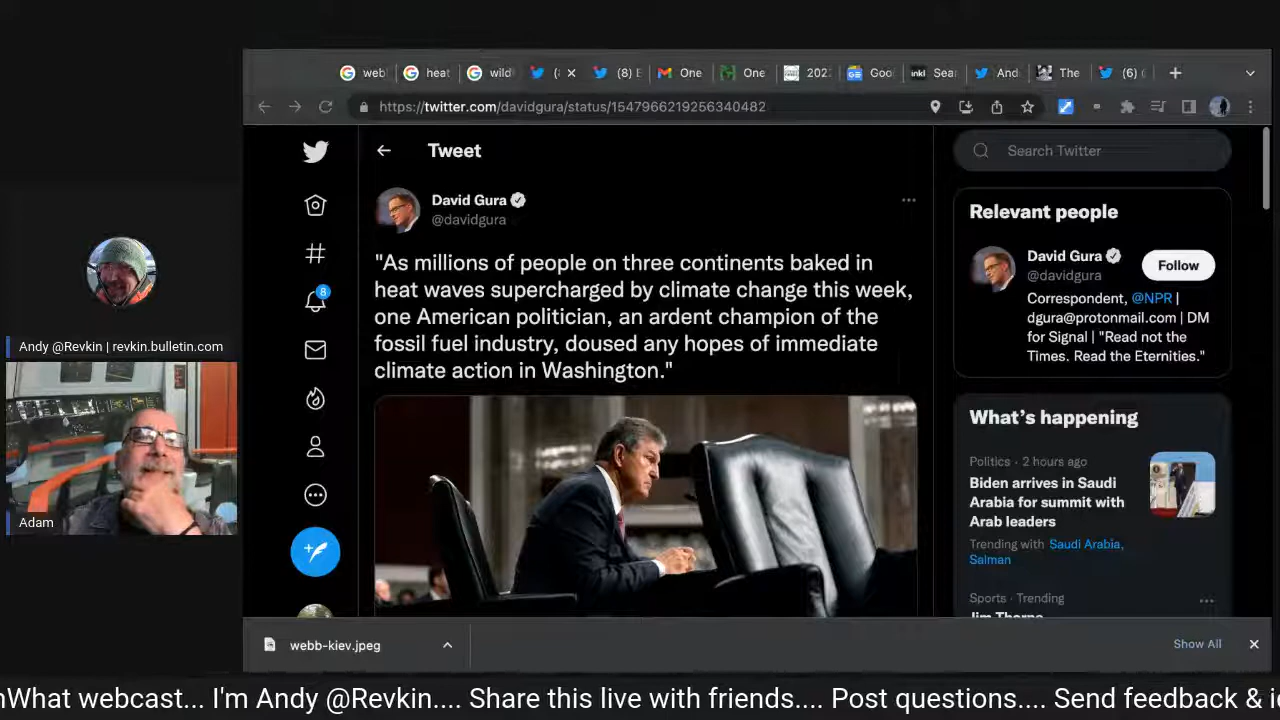 web
heat
wild
(
(8) E
One
One
202
Goo
inkl
Sea
And
The
(6) (
https://twitter.com/davidgura/status/1547966219256340482
Tweet
David Gura
@davidgura
"As millions of people on three continents baked in
heat waves supercharged by climate change this week,
one American politician, an ardent champion of the
fossil fuel industry, doused any hopes of immediate
climate action in Washington."
8
Search Twitter
Relevant people
David Gura
@davidgura
Follow
Correspondent, @NPR |
dgura@protonmail.com | DM
for Signal | "Read not the
Times. Read the Eternities."
What's happening
Politics · 2 hours ago
Biden arrives in Saudi
Arabia for summit with
Arab leaders
Trending with Saudi Arabia,
Salman
Sports · Trending
Jim Thorpe
Andy @Revkin | revkin.bulletin.com
Adam
webb-kiev.jpeg
Show All
nWhat webcast... I'm Andy @Revkin.... Share this live with friends.... Post questions.... Send feedback & i